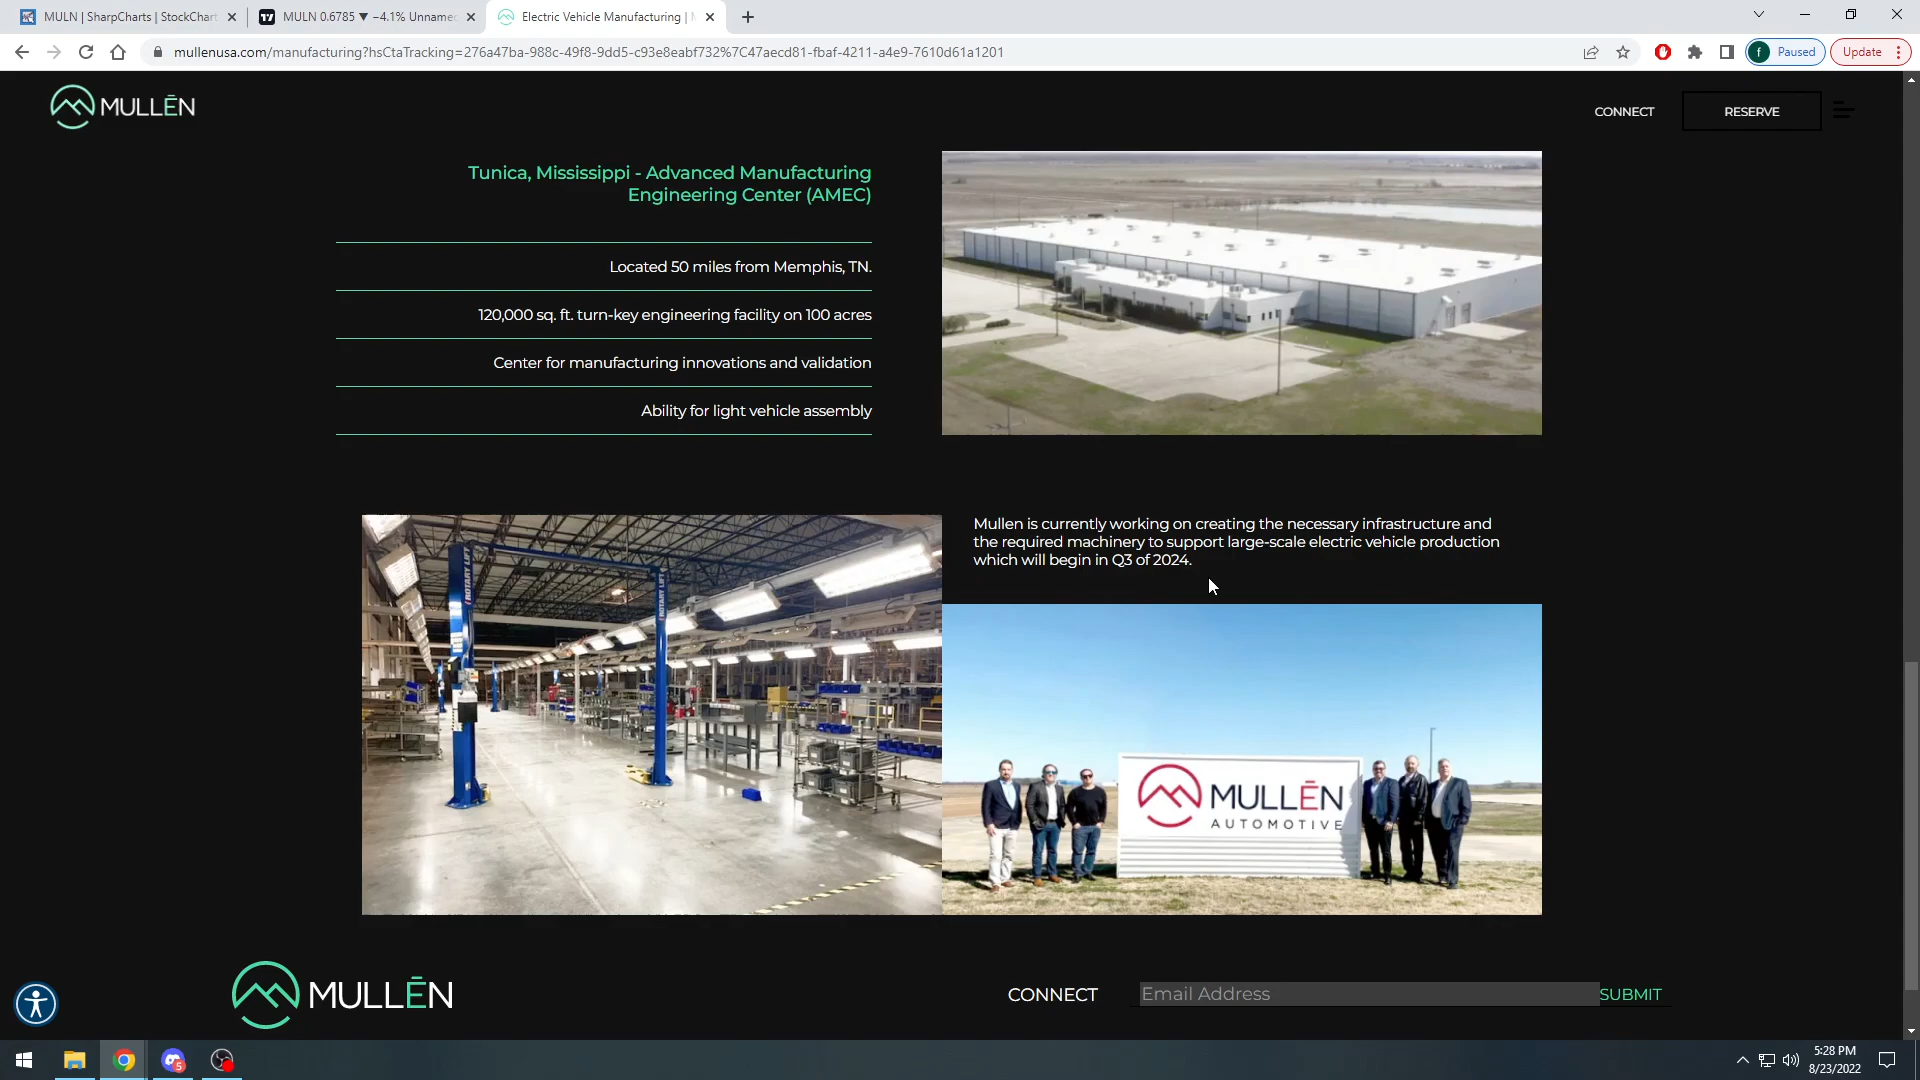 MULN | SharpCharts | StockChart
MULN 0.6785 ▼ −4.1% Unname
Electric Vehicle Manufacturing |
mullenusa.com/manufacturing?hsCtaTracking=276a47ba-988c-49f8-9dd5-c93e8eabf732%7C47aecd81-fbaf-4211-a4e9-7610d61a1201
f Paused
Update
MULLĒN
CONNECT
RESERVE
Tunica, Mississippi - Advanced Manufacturing
Engineering Center (AMEC)
Located 50 miles from Memphis, TN.
120,000 sq. ft. turn-key engineering facility on 100 acres
Center for manufacturing innovations and validation
Ability for light vehicle assembly
ROTARY LIFT
ROTARY LIFT
Mullen is currently working on creating the necessary infrastructure and
the required machinery to support large-scale electric vehicle production
which will begin in Q3 of 2024.
MULLĒN
AUTOMOTIVE
MULLĒN
CONNECT
Email Address
SUBMIT
5
5:28 PM
8/23/2022